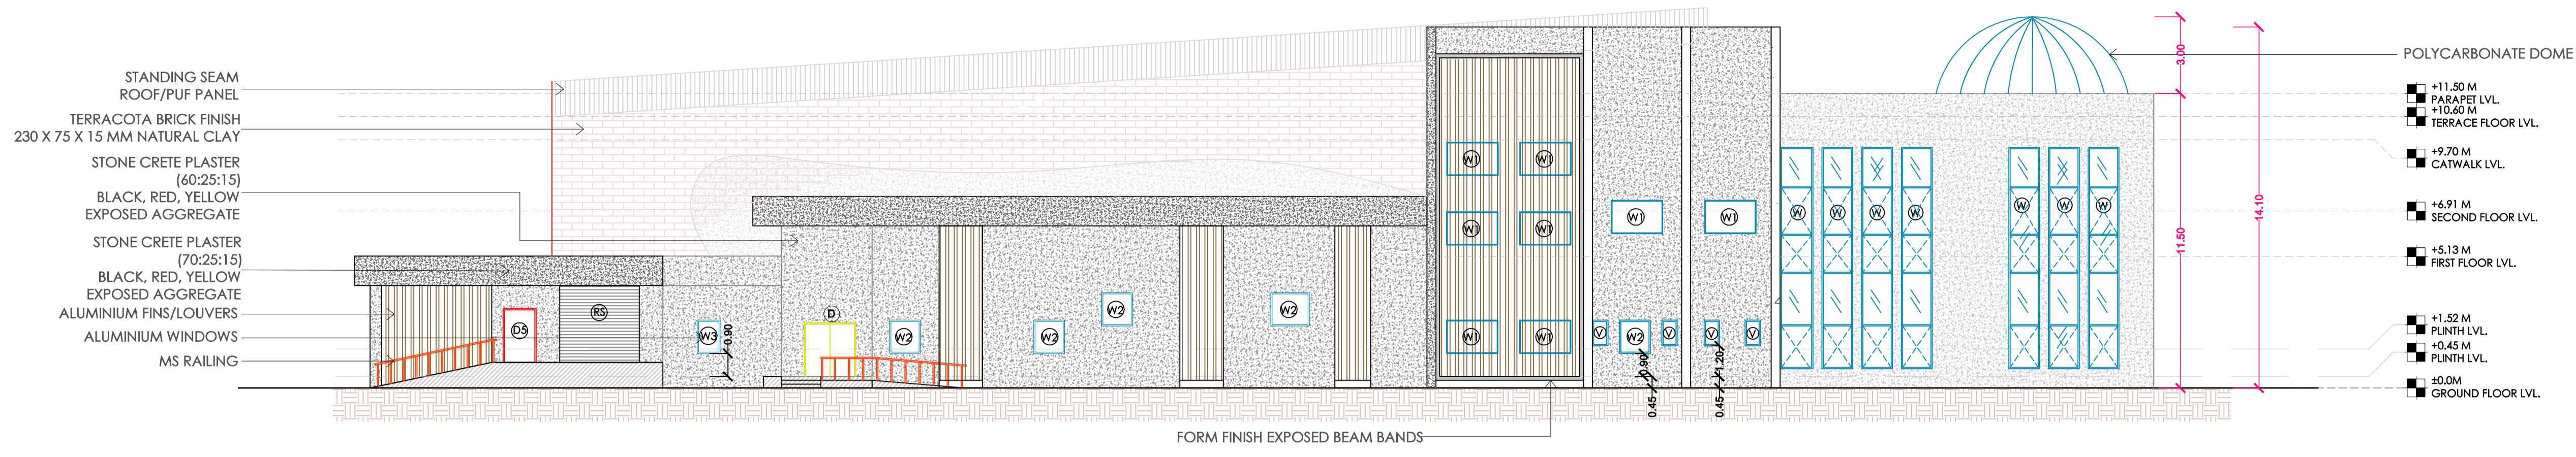 STANDING SEAM
ROOF/PUF PANEL
TERRACOTA BRICK FINISH
230 X 75 X 15 MM NATURAL CLAY
STONE CRETE PLASTER
(60:25:15)
BLACK, RED, YELLOW
EXPOSED AGGREGATE
STONE CRETE PLASTER
(70:25:15)
BLACK, RED, YELLOW
EXPOSED AGGREGATE
ALUMINIUM FINS/LOUVERS
ALUMINIUM WINDOWS
MS RAILING
D5
RS
W3
0.90
D
W2
W2
W2
W2
W1
W1
W1
W1
W1
W1
W1
W1
V
W2
V
V
V
0.90
0.45
1.20
0.45
W
W
W
W
W
W
W
FORM FINISH EXPOSED BEAM BANDS
3.00
11.50
14.10
POLYCARBONATE DOME
+11.50 M
PARAPET LVL.
+10.60 M
TERRACE FLOOR LVL.
+9.70 M
CATWALK LVL.
+6.91 M
SECOND FLOOR LVL.
+5.13 M
FIRST FLOOR LVL.
+1.52 M
PLINTH LVL.
+0.45 M
PLINTH LVL.
±0.0M
GROUND FLOOR LVL.